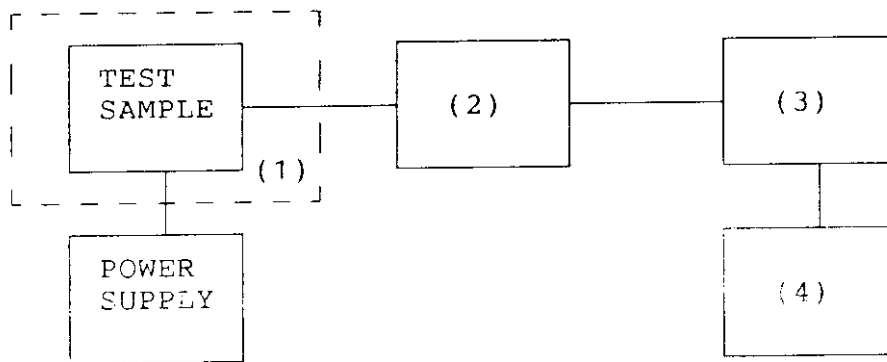 TEST
SAMPLE
(1)
(2)
(3)
POWER
SUPPLY
(4)